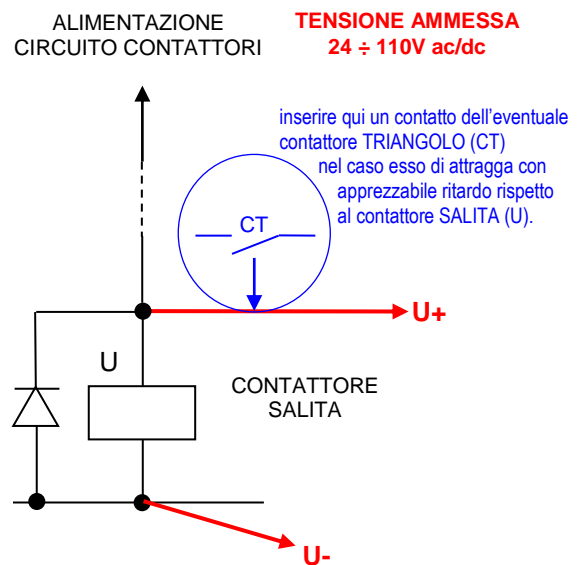 ALIMENTAZIONE
CIRCUITO CONTATTORI
TENSIONE AMMESSA
24 ÷ 110V ac/dc
inserire qui un contatto dell'eventuale
contattore TRIANGOLO (CT)
nel caso esso di attragga con
apprezzabile ritardo rispetto
al contattore SALITA (U).
CT
U+
U
CONTATTORE
SALITA
U-